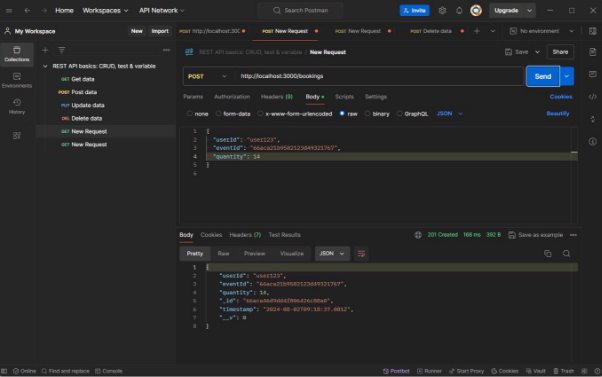 Home Workspaces API Network Search Postman Invite Upgrade
My Workspace New Import POST http://localhost:300 POST New Request POST New Request POST Delete data No environment
Collections
REST API basics: CRUD, test & variable / New Request Save Share
REST API basics: CRUD, test & variable
GET Get data
POST Post data
PUT Update data
DEL Delete data
GET New Request
GET New Request
Environments
History
POST http://localhost:3000/bookings Send
Params Authorization Headers (9) Body Scripts Settings Cookies
none form-data x-www-form-urlencoded raw binary GraphQL JSON Beautify
1 {
2 "userId": "user123",
3 "eventId": "66aca21b9582123d49321767",
4 "quantity": 14
5 }
6
Body Cookies Headers (7) Test Results 201 Created 166 ms 392 B Save as example
Pretty Raw Preview Visualize JSON
1 {
2 "userId": "user123",
3 "eventId": "66aca21b9582123d49321767",
4 "quantity": 14,
5 "_id":
6 "timestamp":
7 "__v": 0
8 }
Online Find and replace Console Postbot Runner Start Proxy Cookies Vault Trash